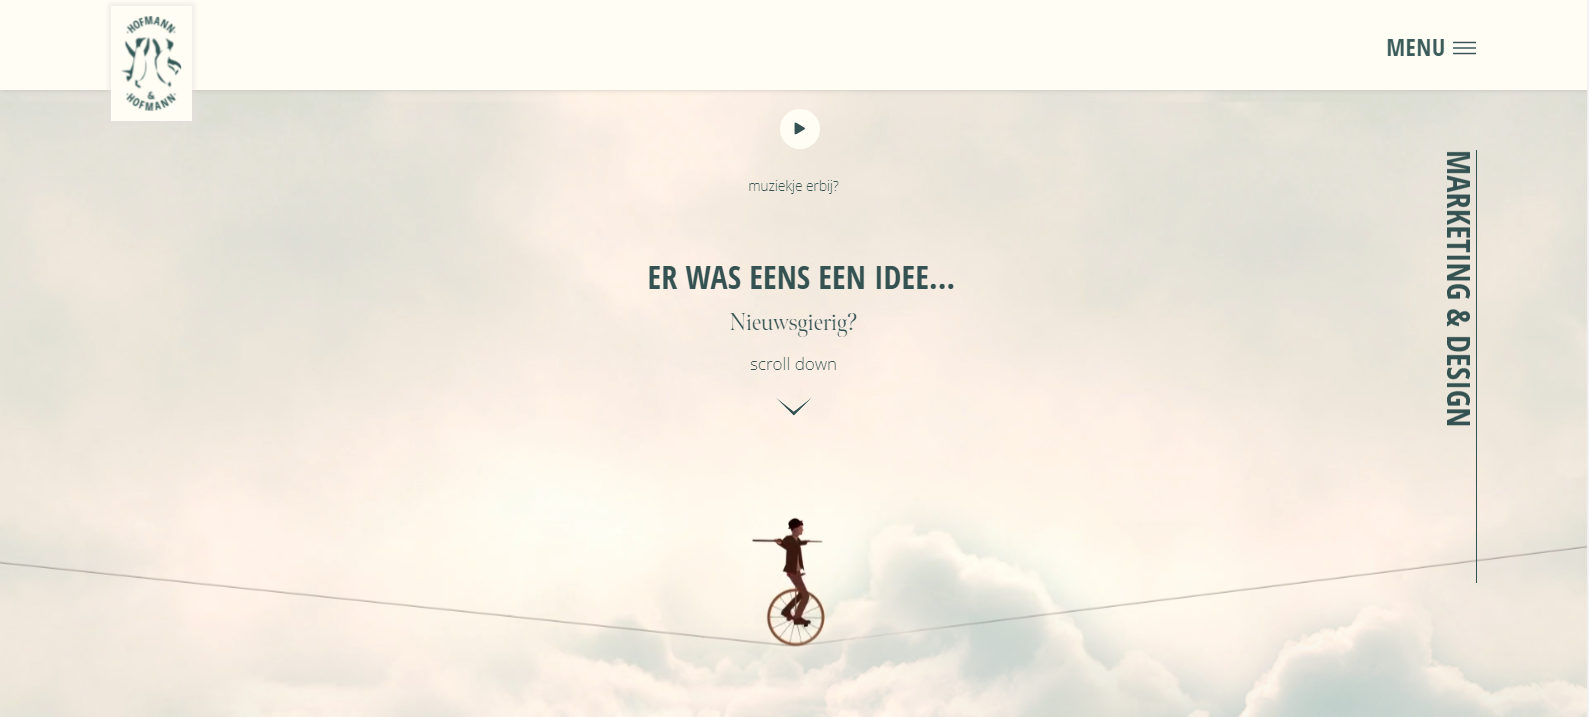 HOFMANN
&
HOFMANN
MENU
muziekje erbij?
ER WAS EENS EEN IDEE...
Nieuwsgierig?
scroll down
MARKETING & DESIGN